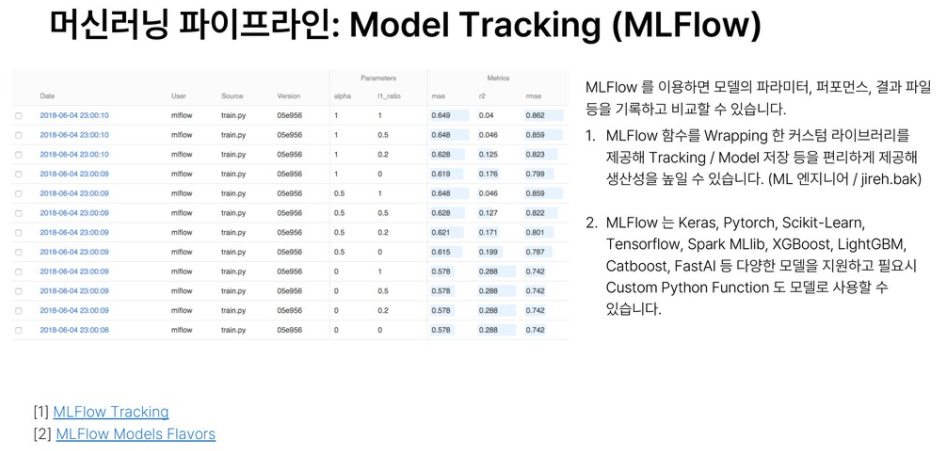 머신러닝 파이프라인: Model Tracking (MLFlow)
Parameters Metrics
Date User Source Version alpha l1_ratio mae r2 rmse
2018-06-04 23:00:10 mlflow train.py 05e956 1 1 0.649 0.04 0.862
2018-06-04 23:00:10 mlflow train.py 05e956 1 0.5 0.648 0.046 0.859
2018-06-04 23:00:10 mlflow train.py 05e956 1 0.2 0.628 0.125 0.823
2018-06-04 23:00:09 mlflow train.py 05e956 1 0 0.619 0.176 0.799
2018-06-04 23:00:09 mlflow train.py 05e956 0.5 1 0.648 0.046 0.859
2018-06-04 23:00:09 mlflow train.py 05e956 0.5 0.5 0.628 0.127 0.822
2018-06-04 23:00:09 mlflow train.py 05e956 0.5 0.2 0.621 0.171 0.801
2018-06-04 23:00:09 mlflow train.py 05e956 0.5 0 0.615 0.199 0.787
2018-06-04 23:00:09 mlflow train.py 05e956 0 1 0.578 0.288 0.742
2018-06-04 23:00:09 mlflow train.py 05e956 0 0.5 0.578 0.288 0.742
2018-06-04 23:00:09 mlflow train.py 05e956 0 0.2 0.578 0.288 0.742
2018-06-04 23:00:08 mlflow train.py 05e956 0 0 0.578 0.288 0.742
MLFlow 를 이용하면 모델의 파라미터, 퍼포먼스, 결과 파일
등을 기록하고 비교할 수 있습니다.
1. MLFlow 함수를 Wrapping 한 커스텀 라이브러리를
제공해 Tracking / Model 저장 등을 편리하게 제공해
생산성을 높일 수 있습니다. (ML 엔지니어 / jireh.bak)
2. MLFlow 는 Keras, Pytorch, Scikit-Learn,
Tensorflow, Spark MLlib, XGBoost, LightGBM,
Catboost, FastAI 등 다양한 모델을 지원하고 필요시
Custom Python Function 도 모델로 사용할 수
있습니다.
[1] MLFlow Tracking
[2] MLFlow Models Flavors